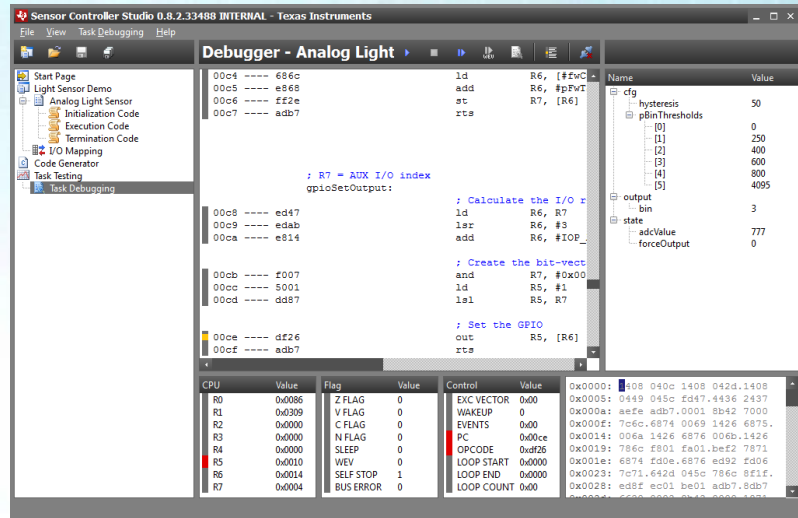 Sensor Controller Studio 0.8.2.33488 INTERNAL - Texas Instruments
File View Task Debugging Help
Debugger - Analog Light
Start Page
Light Sensor Demo
Analog Light Sensor
Initialization Code
Execution Code
Termination Code
I/O Mapping
Code Generator
Task Testing
Task Debugging
00c4 ---- 686c ld R6, [#fwC
00c5 ---- e868 add R6, #pFwT
00c6 ---- ff2e st R7, [R6]
00c7 ---- adb7 rts
; R7 = AUX I/O index
gpioSetOutput:
; Calculate the I/O r
00c8 ---- ed47 ld R6, R7
00c9 ---- edab lsr R6, #3
00ca ---- e814 add R6, #IOP_
; Create the bit-vect
00cb ---- f007 and R7, #0x00
00cc ---- 5001 ld R5, #1
00cd ---- dd87 lsl R5, R7
; Set the GPIO
00ce ---- df26 out R5, [R6]
00cf ---- adb7 rts
Name Value
cfg
hysteresis 50
pBinThresholds
[0] 0
[1] 250
[2] 400
[3] 600
[4] 800
[5] 4095
output
bin 3
state
adcValue 777
forceOutput 0
CPU Value
R0 0x0086
R1 0x0309
R2 0x0000
R3 0x0000
R4 0x0000
R5 0x0010
R6 0x0014
R7 0x0004
Flag Value
Z FLAG 0
V FLAG 0
C FLAG 0
N FLAG 0
SLEEP 0
WEV 0
SELF STOP 1
BUS ERROR 0
Control Value
EXC VECTOR 0x00
WAKEUP 0
EVENTS 0x00
PC 0x00ce
OPCODE 0xdf26
LOOP START 0x0000
LOOP END 0x0000
LOOP COUNT 0x00
0x0000: 1408 040c 1408 042d.1408
0x0005: 0449 045c fd47.4436 2437
0x000a: aefe adb7.0001 8b42 7000
0x000f: 7c6c.6874 0069 1426 6875.
0x0014: 006a 1426 6876 006b.1426
0x0019: 786c f801 fa01.bef2 7871
0x001e: 6874 fd0e.6876 ed92 fd06
0x0023: 7c71.642d 045c 786c 8f1f.
0x0028: ed8f ec01 be01 adb7.8db7